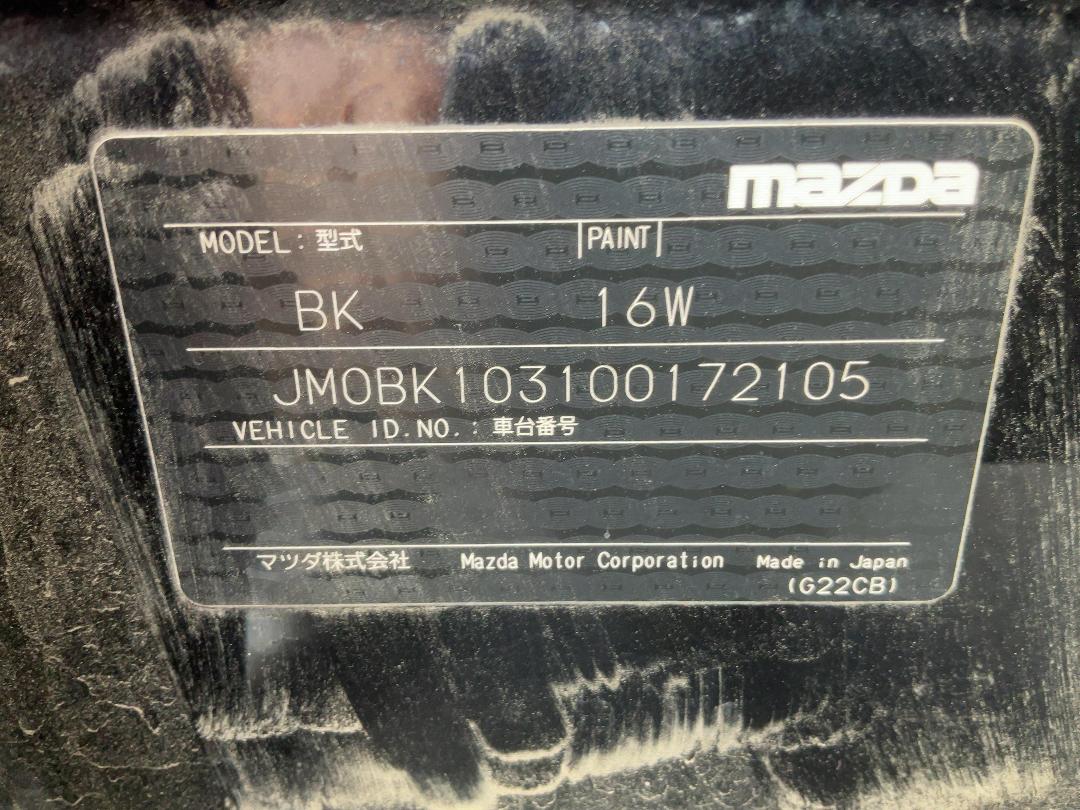 mazda
MODEL: 型式 PAINT
BK 16W
JM0BK103100172105
VEHICLE ID.NO.: 車台番号
マツダ株式会社 Mazda Motor Corporation Made in Japan
(G22CB)